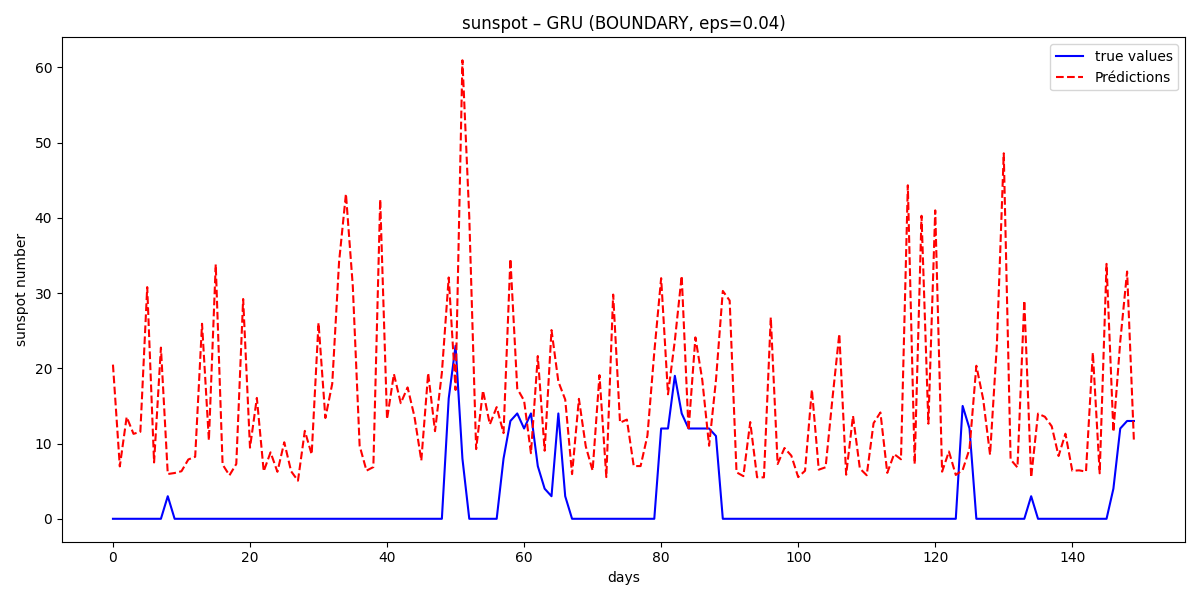 sunspot – GRU (BOUNDARY, eps=0.04)
true values
Prédictions
sunspot number
60
50
40
30
20
10
0
0 20 40 60 80 100 120 140
days